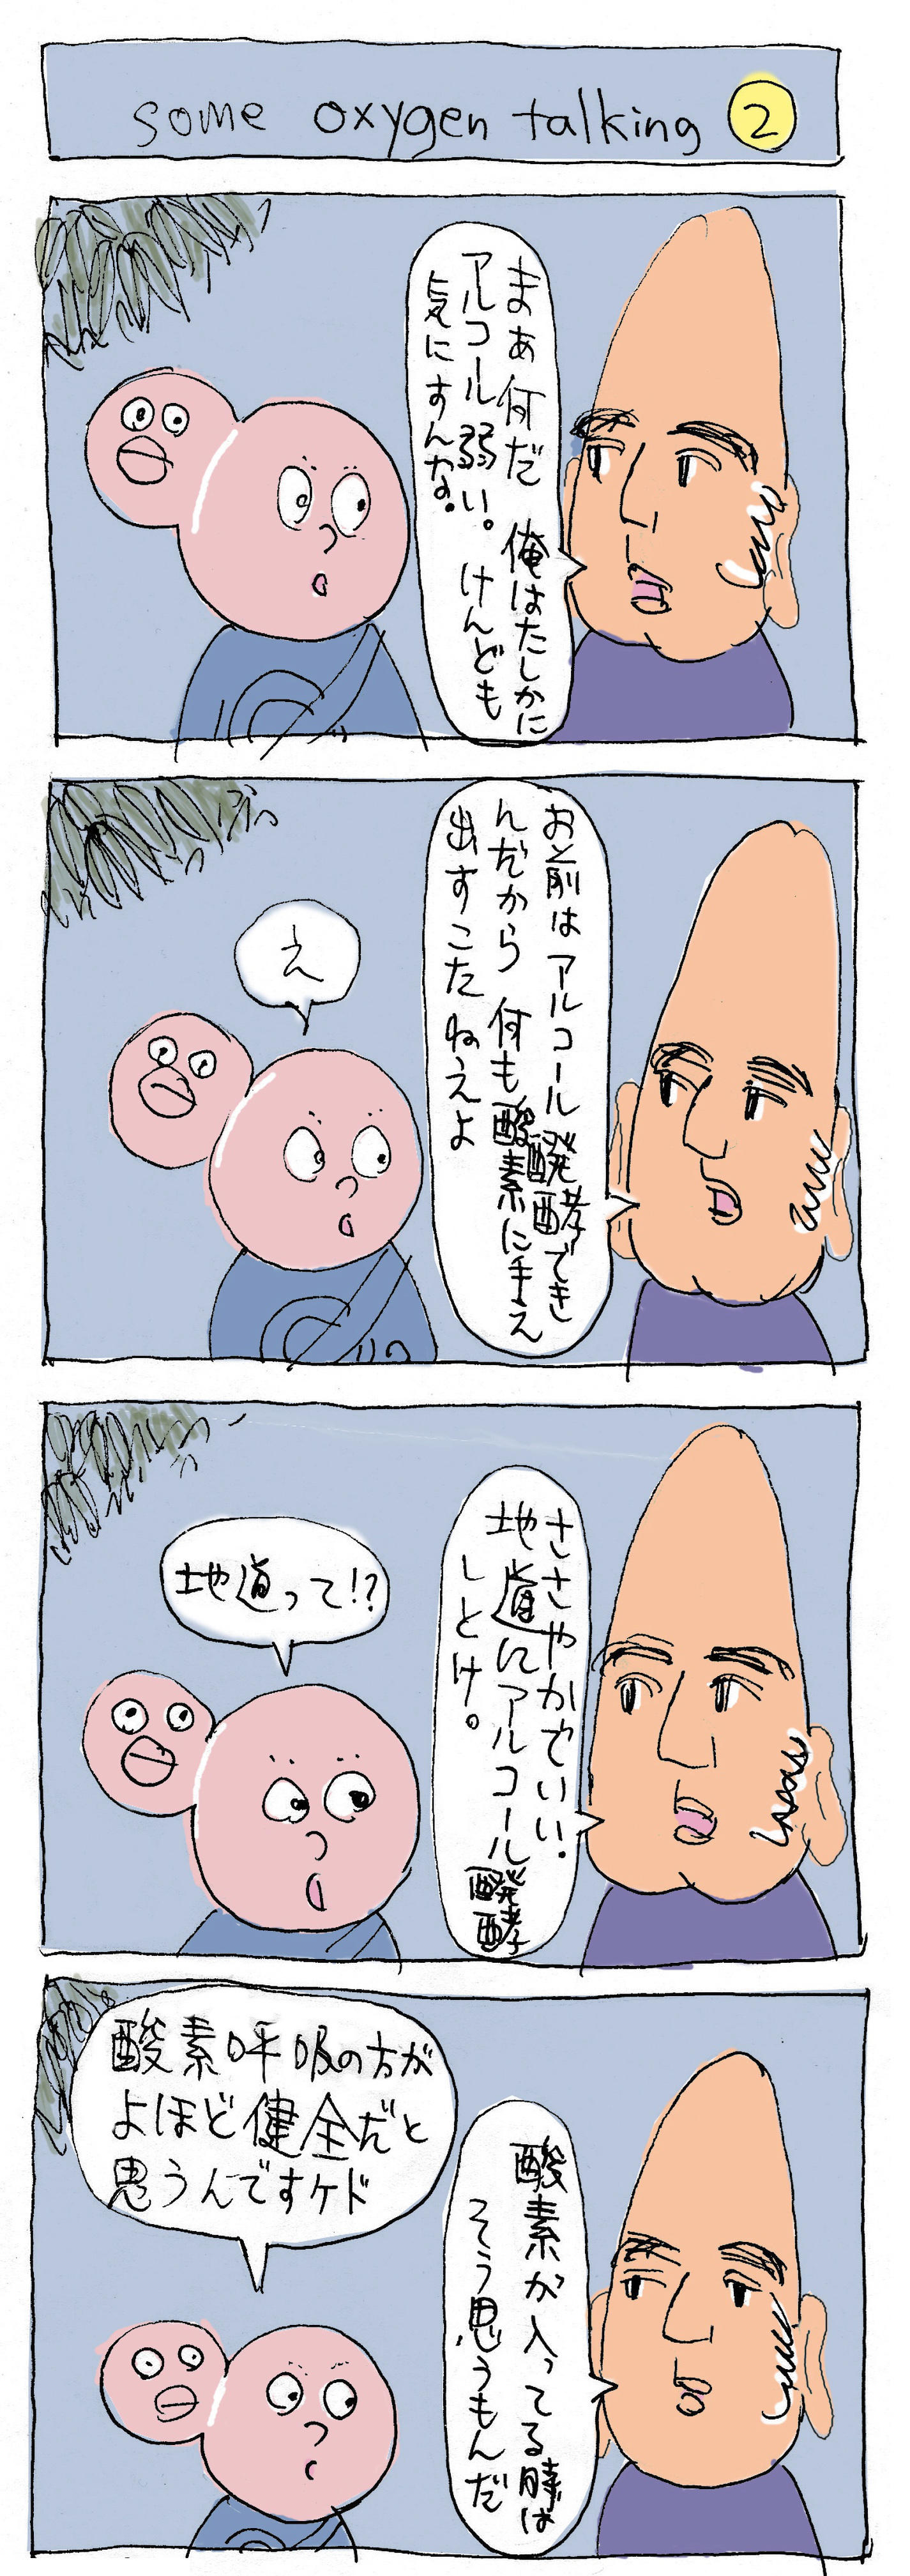 some oxygen talking 2
まぁ何だ 俺はたしかに
アルコール弱い。けんども
気にすんな。
お前はアルコール醗酵でき
んだから 何も酸素に手え
出すこたねえよ
え
ささやかでいい。
地道にアルコール醗酵
しとけ。
地道って!?
酸素呼吸の方が
よほど健全だと
思うんですケド
酸素が入ってる時は
そう思うもんだ